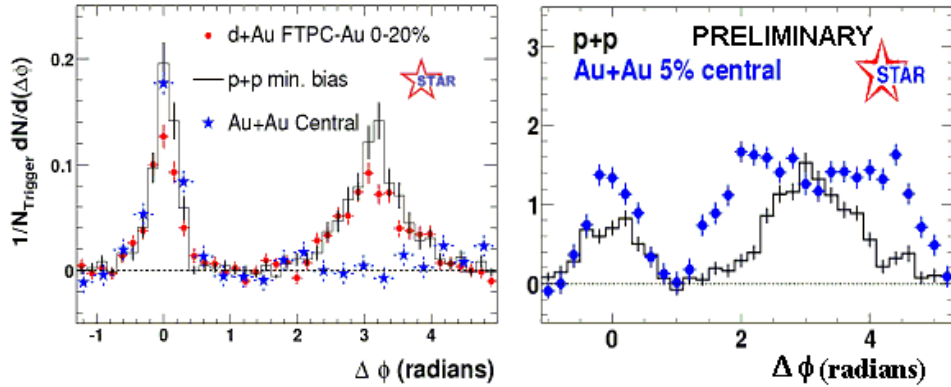 1/N_Trigger dN/d(Δϕ)
0.2
0.1
0
d+Au FTPC-Au 0-20%
p+p min. bias
Au+Au Central
STAR
-1 0 1 2 3 4
Δ ϕ (radians)
3
2
1
0
p+p PRELIMINARY
Au+Au 5% central
STAR
0 2 4
Δ ϕ (radians)